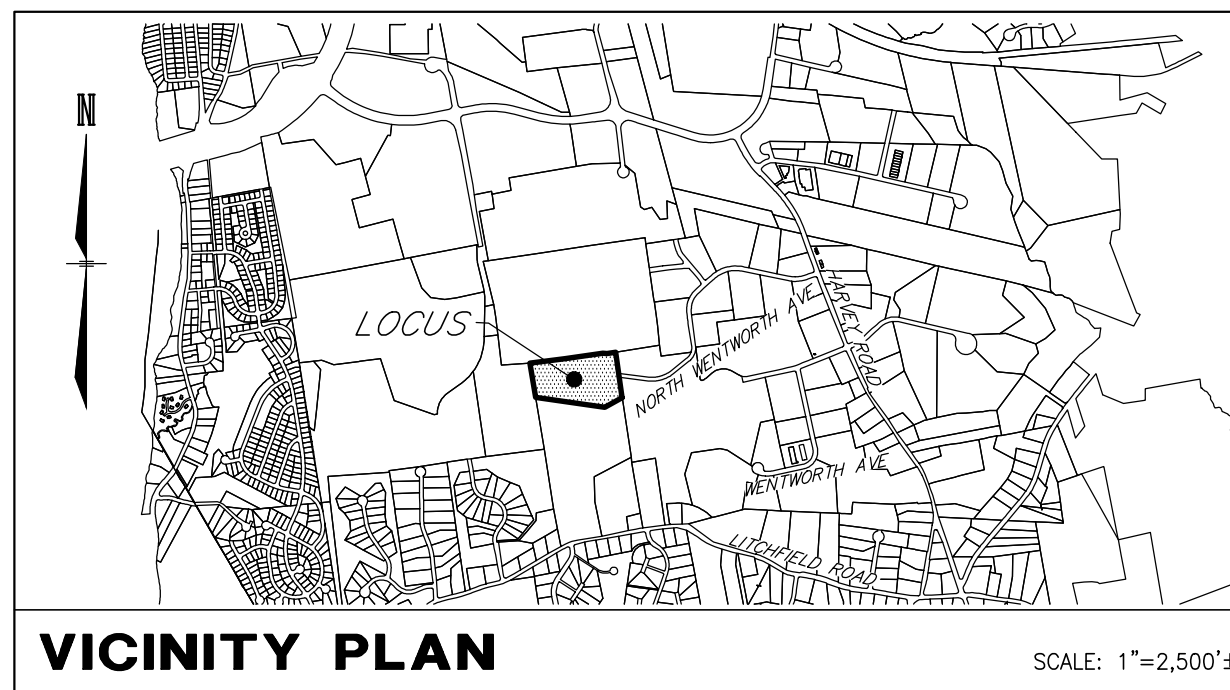 N
LOCUS
NORTH WENTWORTH AVE
HARVEY ROAD
WENTWORTH AVE
LITCHFIELD ROAD
VICINITY PLAN
SCALE: 1"=2,500'±